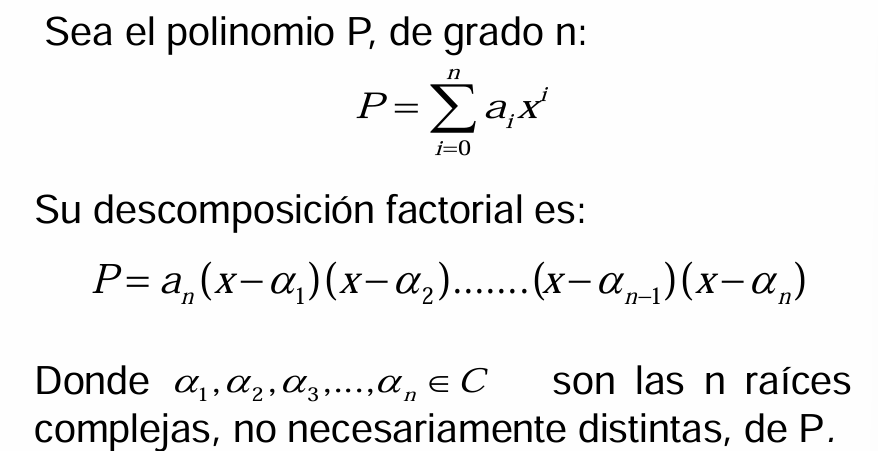 Sea el polinomio P, de grado n:
P = \sum_{i=0}^{n} a_i x^i
Su descomposición factorial es:
P = a_n (x − α_1)(x − α_2).......(x − α_{n−1})(x − α_n)
Donde α_1, α_2, α_3,..., α_n ∈ C son las n raíces
complejas, no necesariamente distintas, de P.